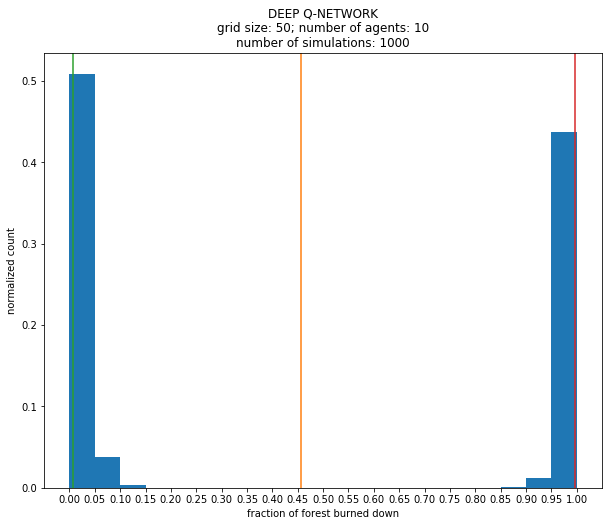 DEEP Q-NETWORK
grid size: 50; number of agents: 10
number of simulations: 1000
0.5
0.4
0.3
0.2
0.1
0.0
normalized count
0.00 0.05 0.10 0.15 0.20 0.25 0.30 0.35 0.40 0.45 0.50 0.55 0.60 0.65 0.70 0.75 0.80 0.85 0.90 0.95 1.00
fraction of forest burned down